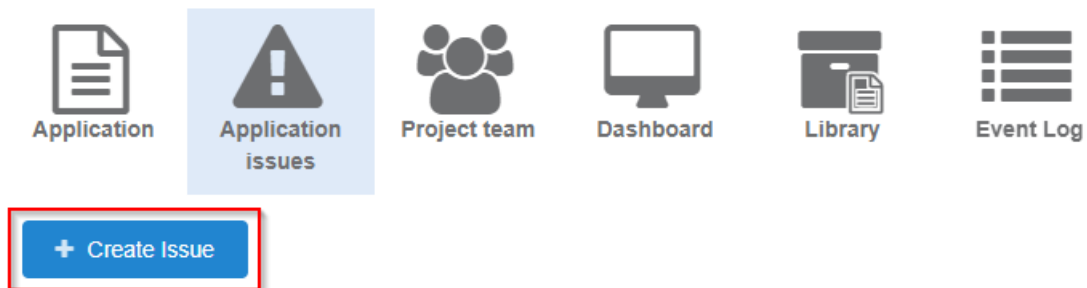 Application
Application
issues
Project team
Dashboard
Library
Event Log
+ Create Issue